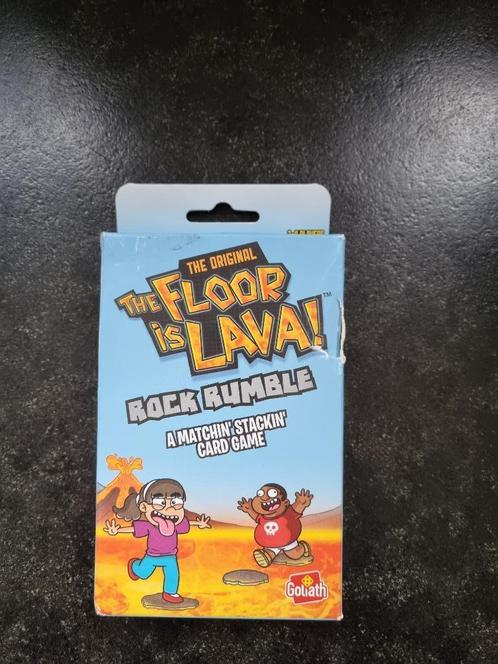 THE ORIGINAL
THE FLOOR
is LAVA!™
ROCK RUMBLE
A MATCHIN' STACKIN'
CARD GAME
Goliath